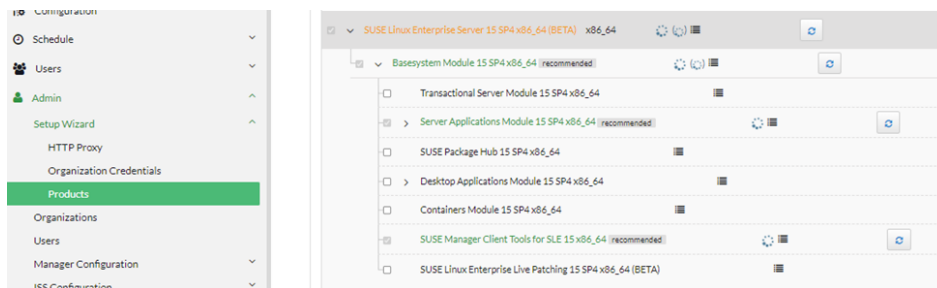 Configuration
Schedule
Users
Admin
Setup Wizard
HTTP Proxy
Organization Credentials
Products
Organizations
Users
Manager Configuration
ISS Configuration
SUSE Linux Enterprise Server 15 SP4 x86_64 (BETA) x86_64
Basesystem Module 15 SP4 x86_64 recommended
Transactional Server Module 15 SP4 x86_64
Server Applications Module 15 SP4 x86_64 recommended
SUSE Package Hub 15 SP4 x86_64
Desktop Applications Module 15 SP4 x86_64
Containers Module 15 SP4 x86_64
SUSE Manager Client Tools for SLE 15 x86_64 recommended
SUSE Linux Enterprise Live Patching 15 SP4 x86_64 (BETA)